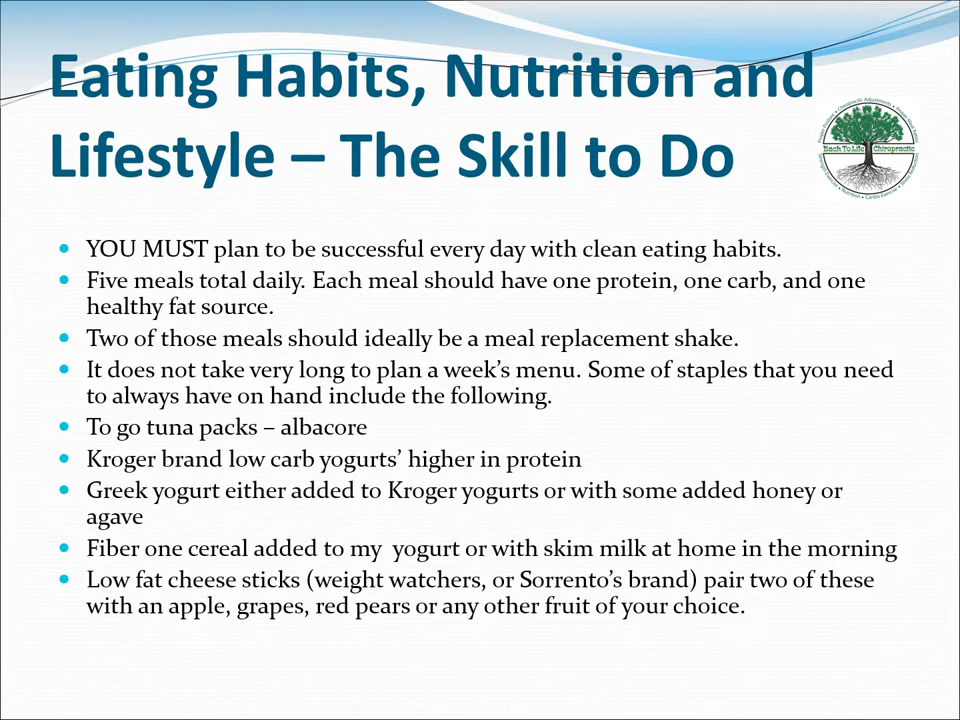 Eating Habits, Nutrition and
Lifestyle – The Skill to Do
Back To Life Chiropractic
• YOU MUST plan to be successful every day with clean eating habits.
• Five meals total daily. Each meal should have one protein, one carb, and one
healthy fat source.
• Two of those meals should ideally be a meal replacement shake.
• It does not take very long to plan a week’s menu. Some of staples that you need
to always have on hand include the following.
• To go tuna packs – albacore
• Kroger brand low carb yogurts’ higher in protein
• Greek yogurt either added to Kroger yogurts or with some added honey or
agave
• Fiber one cereal added to my  yogurt or with skim milk at home in the morning
• Low fat cheese sticks (weight watchers, or Sorrento’s brand) pair two of these
with an apple, grapes, red pears or any other fruit of your choice.